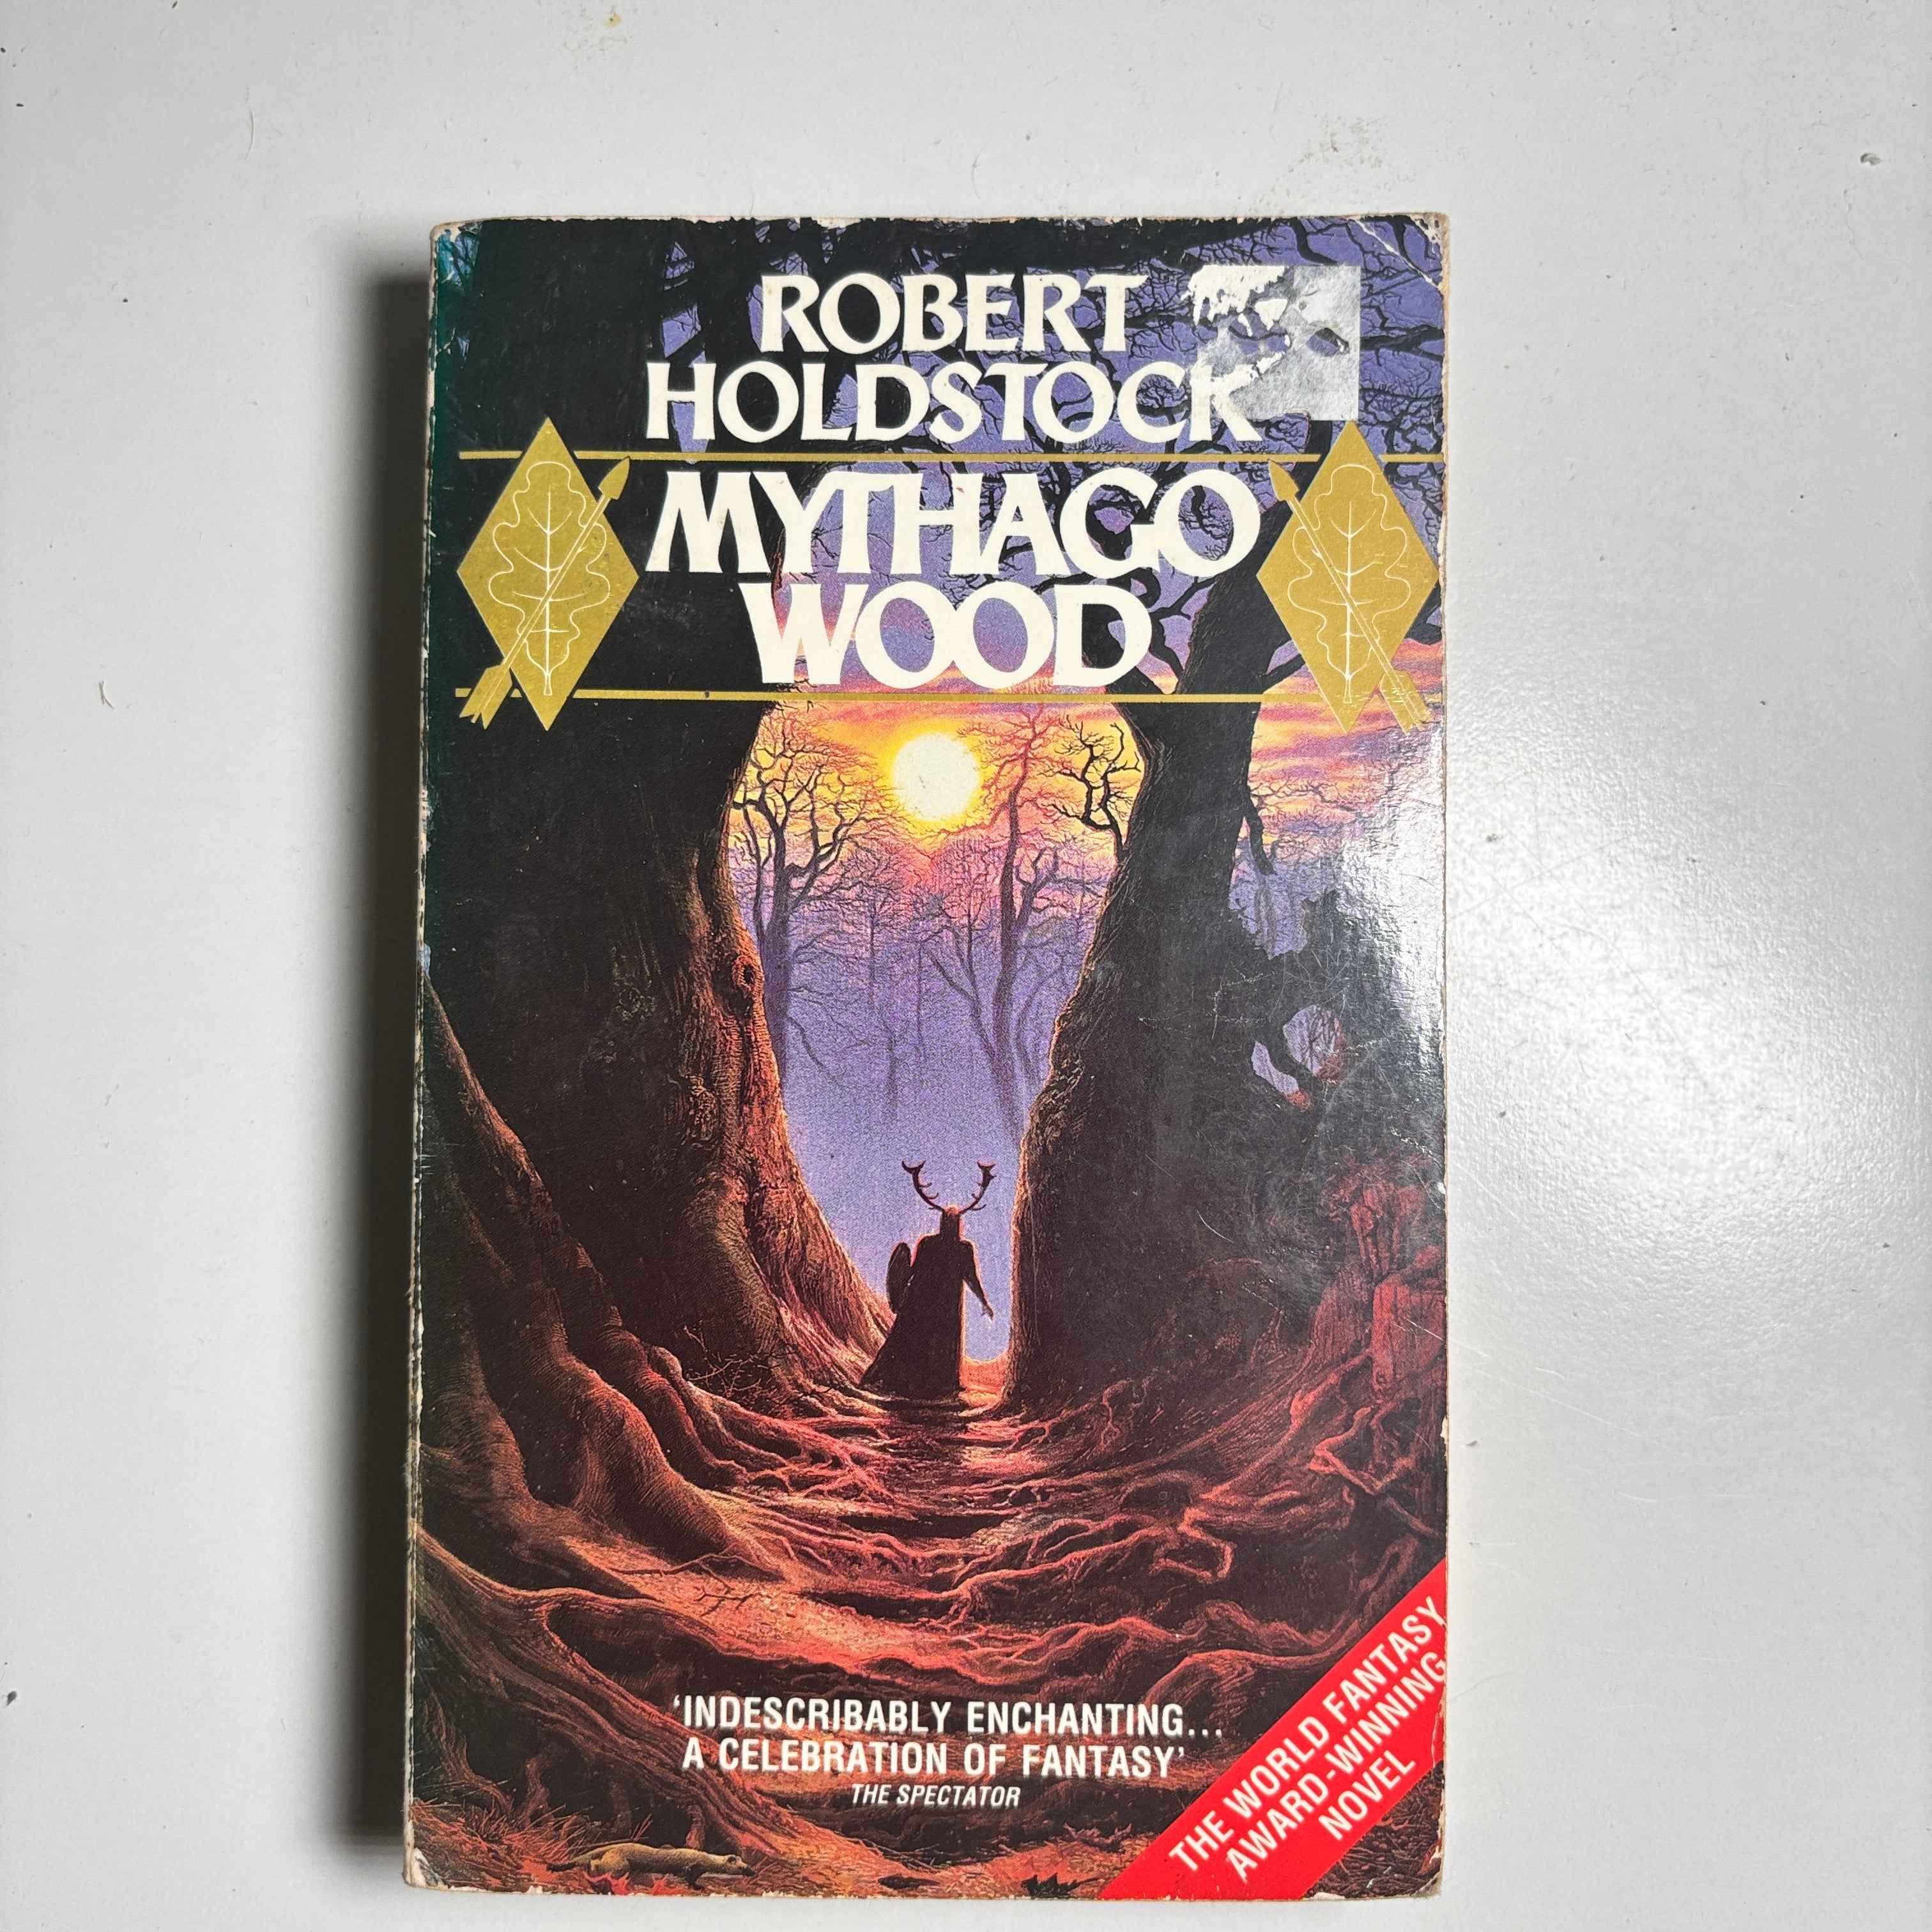 ROBERT
HOLDSTOCK
MYTHAGO
WOOD
'INDESCRIBABLY ENCHANTING...
A CELEBRATION OF FANTASY'
THE SPECTATOR
THE WORLD FANTASY
AWARD-WINNING
NOVEL